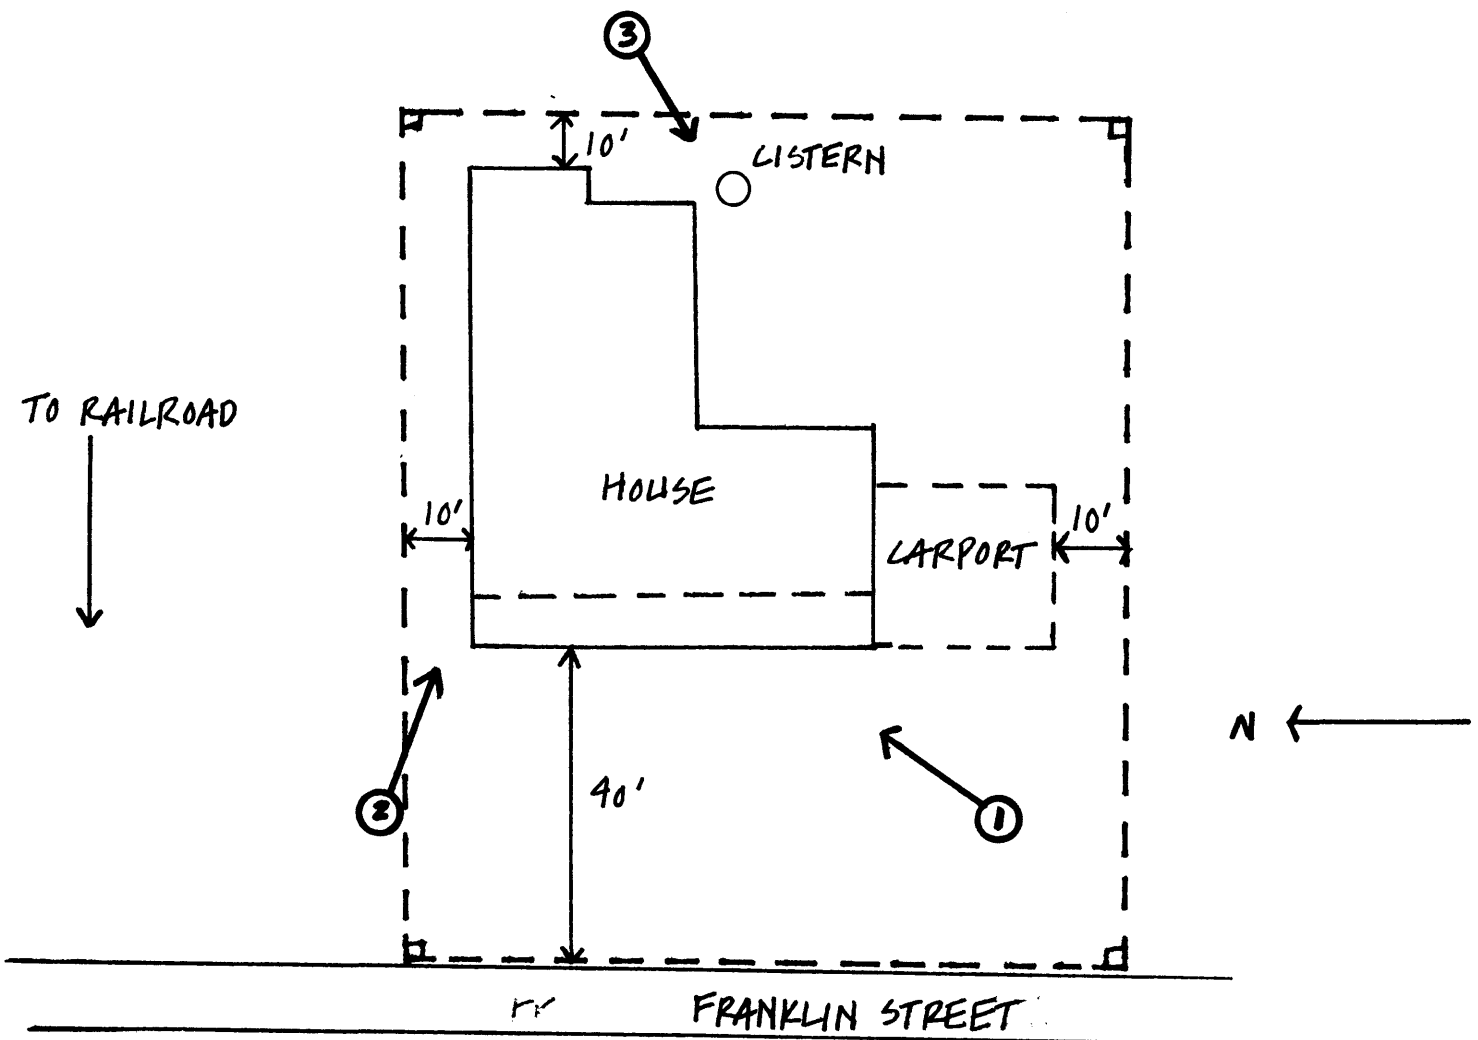 3
10'
CISTERN
TO RAILROAD
HOUSE
10'
10'
CARPORT
N
2
40'
1
FRANKLIN STREET